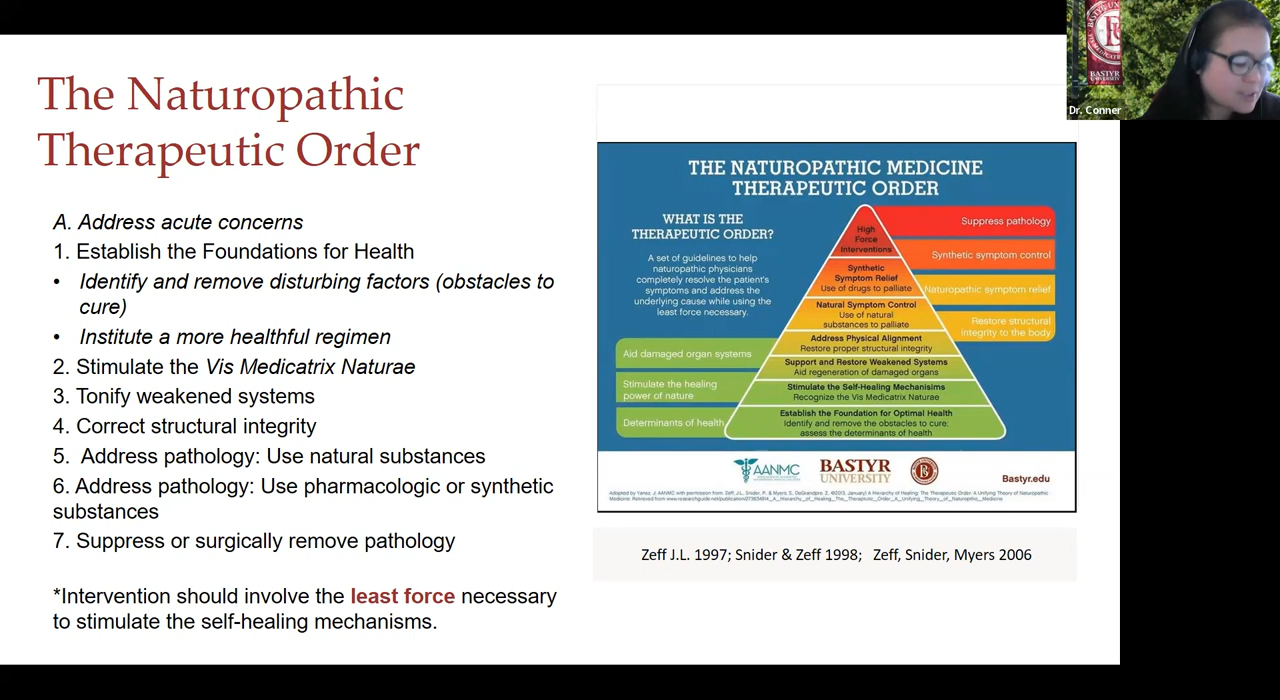 The Naturopathic
Therapeutic Order
A. Address acute concerns
1. Establish the Foundations for Health
• Identify and remove disturbing factors (obstacles to
cure)
• Institute a more healthful regimen
2. Stimulate the Vis Medicatrix Naturae
3. Tonify weakened systems
4. Correct structural integrity
5. Address pathology: Use natural substances
6. Address pathology: Use pharmacologic or synthetic
substances
7. Suppress or surgically remove pathology
*Intervention should involve the least force necessary
to stimulate the self-healing mechanisms.
THE NATUROPATHIC MEDICINE
THERAPEUTIC ORDER
WHAT IS THE
THERAPEUTIC ORDER?
A set of guidelines to help
naturopathic physicians
completely resolve the patient's
symptoms and address the
underlying cause while using the
least force necessary.
High
Force
Interventions
Suppress pathology
Synthetic
Symptom Relief
Use of drugs to palliate
Synthetic symptom control
Natural Symptom Control
Use of natural
substances to palliate
Naturopathic symptom relief
Address Physical Alignment
Restore proper structural integrity
Restore structural
integrity to the body
Support and Restore Weakened Systems
Aid regeneration of damaged organs
Aid damaged organ systems
Stimulate the Self-Healing Mechanisims
Recognize the Vis Medicatrix Naturae
Stimulate the healing
power of nature
Establish the Foundation for Optimal Health
Identify and remove the obstacles to cure;
assess the determinants of health
Determinants of health
AANMC
BASTYR
UNIVERSITY
Bastyr.edu
Zeff J.L. 1997; Snider & Zeff 1998; Zeff, Snider, Myers 2006
BASTYR
UNIVERSITY
Dr. Conner